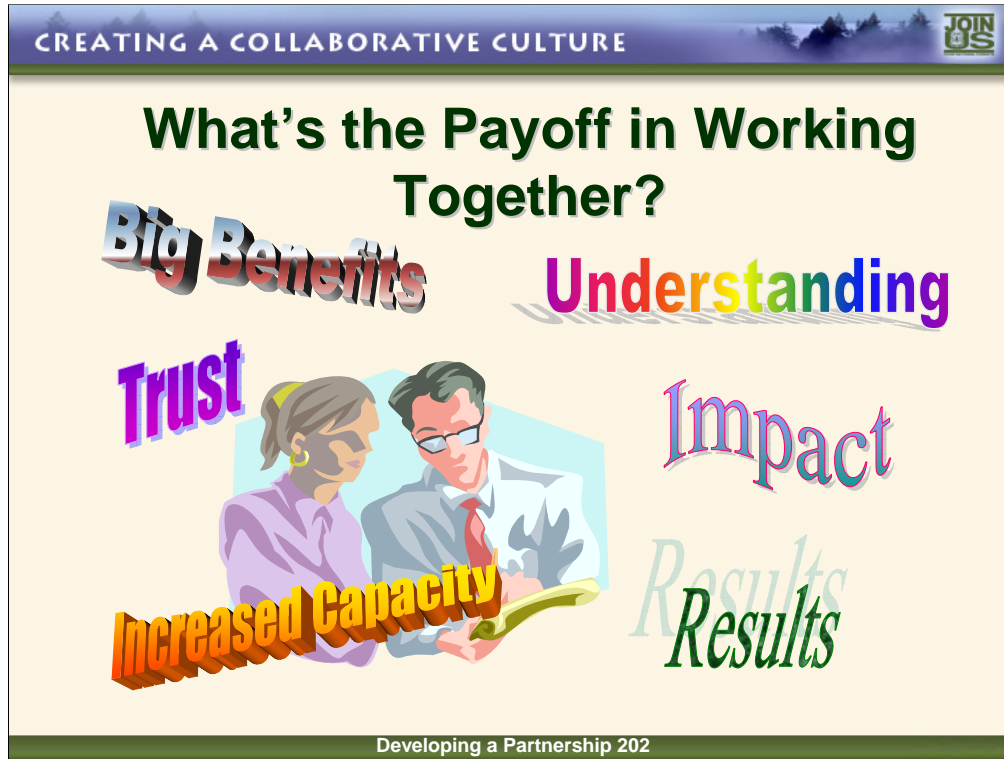 CREATING A COLLABORATIVE CULTURE
JOIN
US
What's the Payoff in Working
Together?
Big Benefits
Understanding
Trust
Impact
Increased Capacity
Results
Results
Developing a Partnership 202